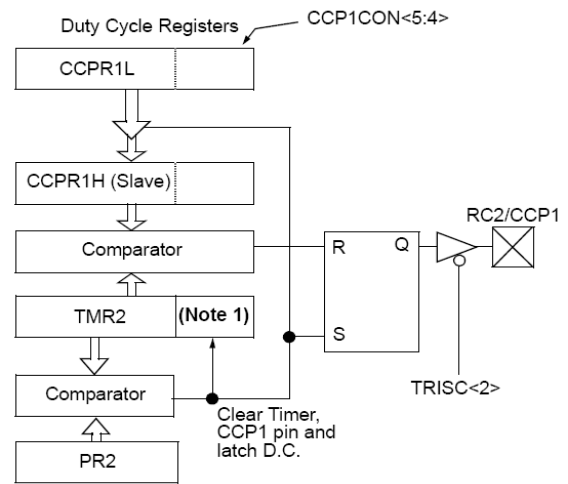 Duty Cycle Registers
CCP1CON<5:4>
CCPR1L
CCPR1H (Slave)
Comparator
TMR2
(Note 1)
Comparator
PR2
Clear Timer,
CCP1 pin and
latch D.C.
R
Q
S
RC2/CCP1
TRISC<2>